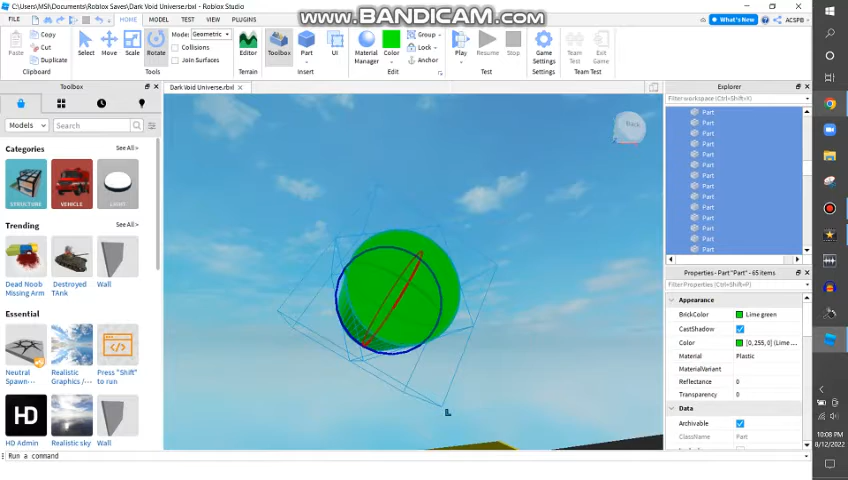 C:\Users\MSI\Documents\Roblox Saves\Dark Void Universe.rbxl - Roblox Studio
www.BANDICAM.com
FILE HOME MODEL TEST VIEW PLUGINS What's New ACSPB
Paste Copy Cut Duplicate
Clipboard
Select Move Scale Rotate
Mode: Geometric
Collisions
Join Surfaces
Tools
Editor
Terrain
Toolbox Part UI
Insert
Material Manager Color Group Lock Anchor
Edit
Play Resume Stop
Test
Game Settings
Settings
Team Test Exit Game
Team Test
Toolbox
Models Search
Categories See All >
STRUCTURE VEHICLE LIGHT
Trending See All >
Dead Noob Missing Arm
Destroyed TAnk
Wall
Essential
Neutral Spawn...
Realistic Graphics /...
Press "Shift" to run
HD
HD Admin
Realistic sky
Wall
Dark Void Universe.rbxl
Back
Explorer
Filter workspace (Ctrl+Shift+X)
Part
Part
Part
Part
Part
Part
Part
Part
Part
Part
Part
Part
Part
Part
Properties - Part "Part" - 65 items
Filter Properties (Ctrl+Shift+P)
Appearance
BrickColor Lime green
CastShadow
Color [0, 255, 0] (Lime ...
Material Plastic
MaterialVariant
Reflectance 0
Transparency 0
Data
Archivable
ClassName Part
Run a command
10:08 PM
8/12/2022